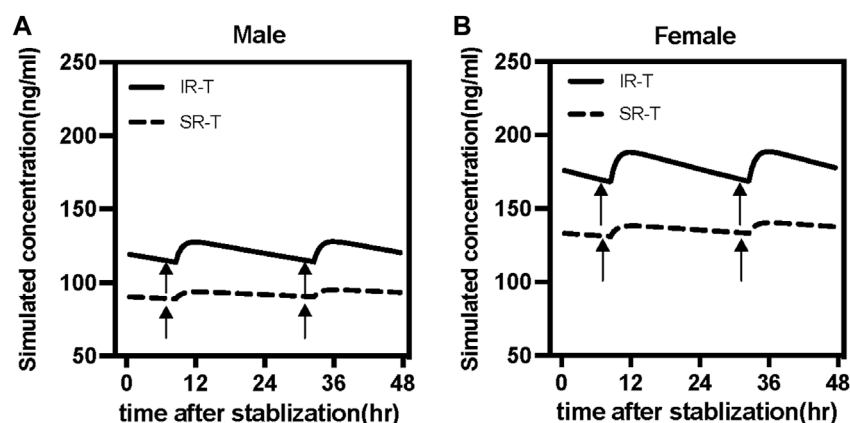 A
Male
Simulated concentration(ng/ml)
250
200
150
100
50
IR-T
SR-T
0
12
24
36
48
time after stablization(hr)
B
Female
Simulated concentration(ng/ml)
250
200
150
100
50
IR-T
SR-T
0
12
24
36
48
time after stablization(hr)